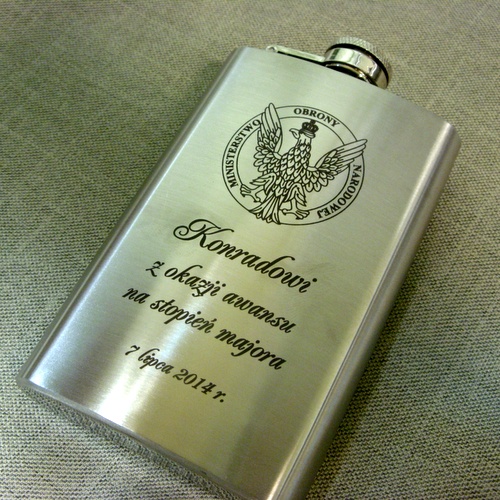 MINISTERSTWO OBRONY NARODOWEJ
Konradowi
z okazji awansu
na stopień majora
7 lipca 2014 r.